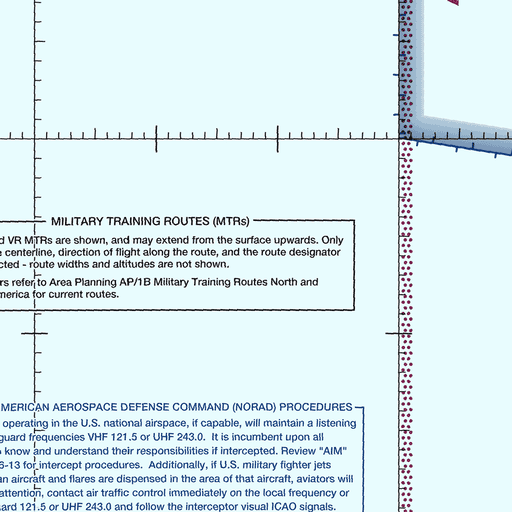 MILITARY TRAINING ROUTES (MTRs)
VR MTRs are shown, and may extend from the surface upwards. Only
centerline, direction of flight along the route, and the route designator
- route widths and altitudes are not shown.
refer to Area Planning AP/1B Military Training Routes North and
for current routes.
MERICAN AEROSPACE DEFENSE COMMAND (NORAD) PROCEDURES
operating in the U.S. national airspace, if capable, will maintain a listening
guard frequencies VHF 121.5 or UHF 243.0. It is incumbent upon all
know and understand their responsibilities if intercepted. Review "AIM"
6-13 for intercept procedures. Additionally, if U.S. military fighter jets
an aircraft and flares are dispensed in the area of that aircraft, aviators will
attention, contact air traffic control immediately on the local frequency or
ard 121.5 or UHF 243.0 and follow the interceptor visual ICAO signals.